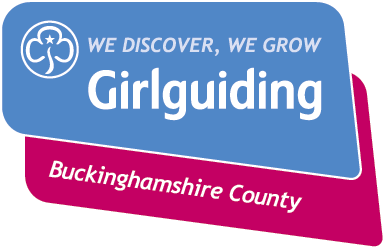 WE DISCOVER, WE GROW
Girlguiding
Buckinghamshire County